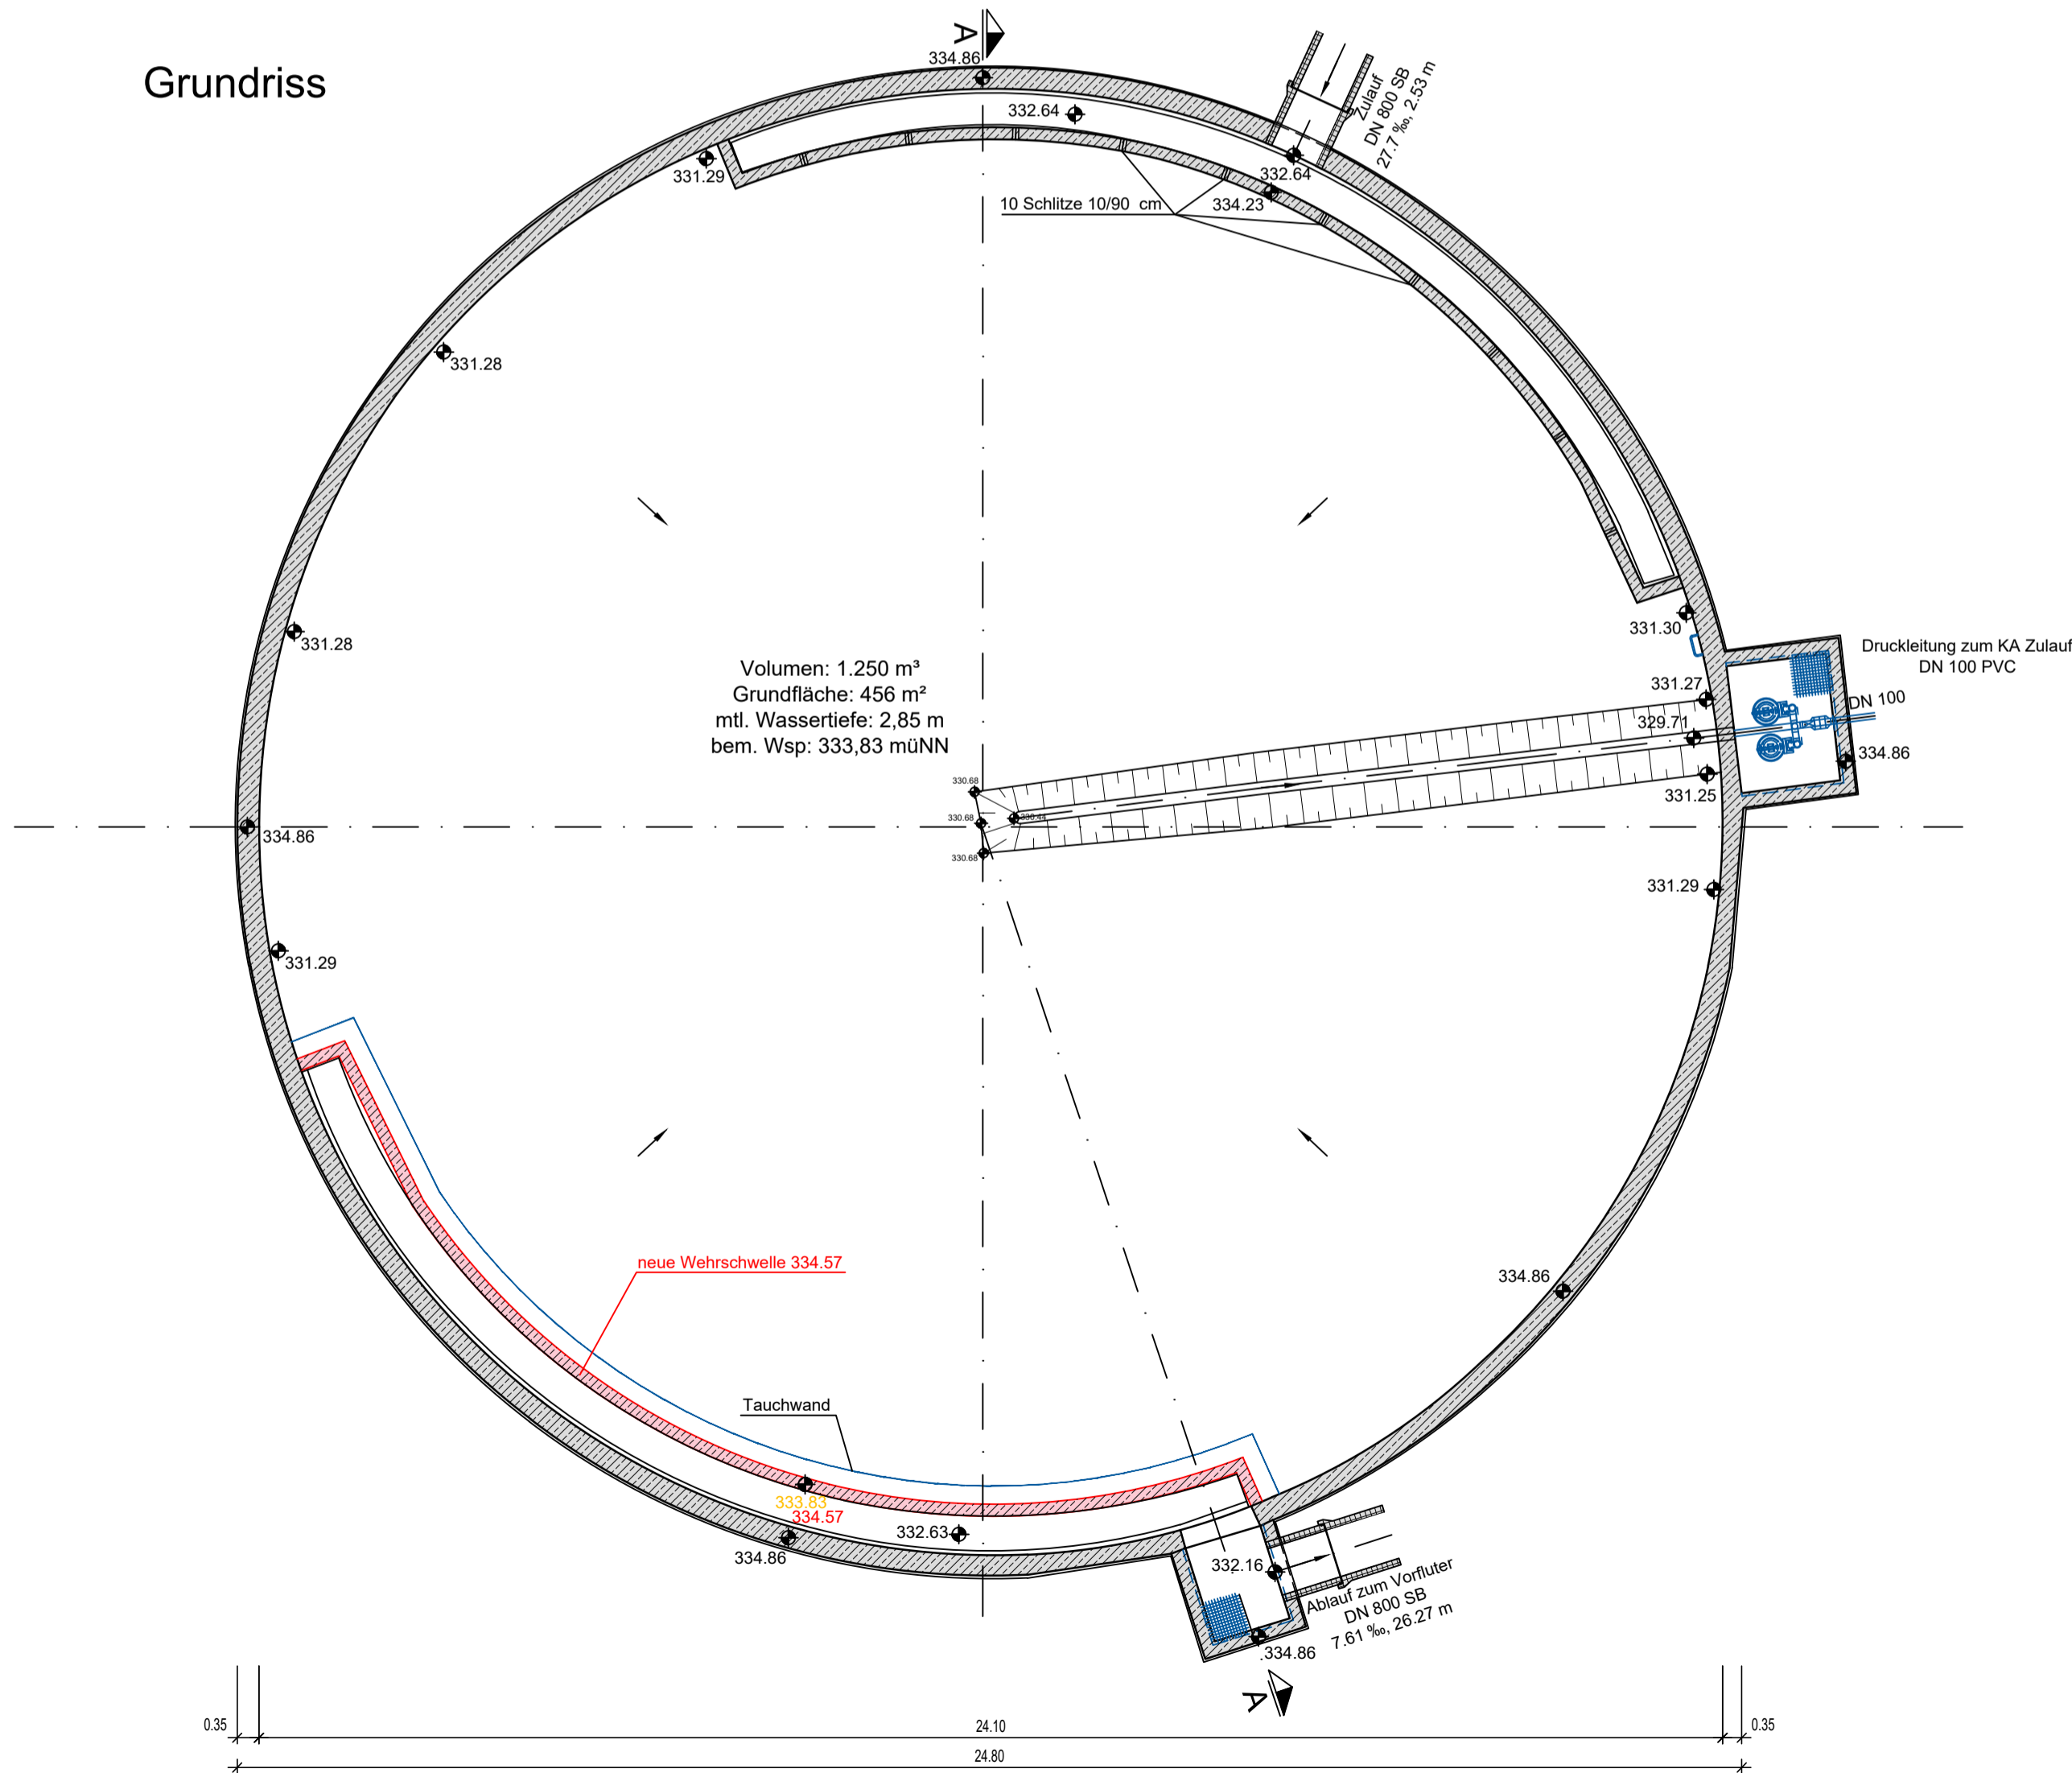 Grundriss
A
334.86
332.64
331.29
Zulauf
DN 800 SB
27.7 ‰, 2.53 m
332.64
10 Schlitze 10/90 cm
334.23
331.28
331.28
331.30
Druckleitung zum KA Zulauf
DN 100 PVC
Volumen: 1.250 m³
Grundfläche: 456 m²
mtl. Wassertiefe: 2,85 m
bem. Wsp: 333,83 müNN
331.27
DN 100
329.71
334.86
330.68
331.25
330.68
330.44
330.68
334.86
331.29
331.29
neue Wehrschwelle 334.57
334.86
Tauchwand
333.83
334.57
334.86
332.63
332.16
Ablauf zum Vorfluter
DN 800 SB
7.61 ‰, 26.27 m
.334.86
A
0.35
24.10
0.35
24.80